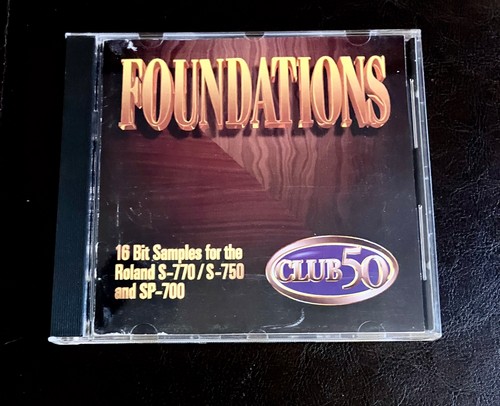 FOUNDATIONS
16 Bit Samples for the
Roland S-770/S-750
and SP-700
CLUB 50